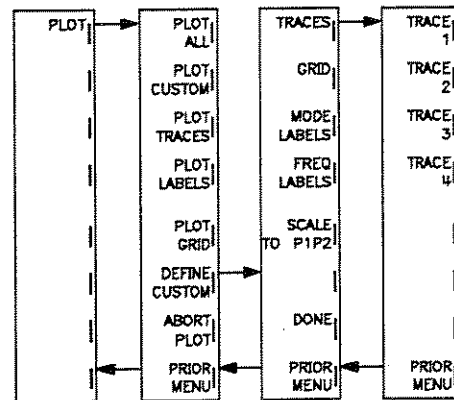 PLOT
PLOT
ALL
PLOT
CUSTOM
PLOT
TRACES
PLOT
LABELS
PLOT
GRID
DEFINE
CUSTOM
ABORT
PLOT
PRIOR
MENU
TRACES
GRID
MODE
LABELS
FREQ
LABELS
SCALE
TO P1P2
DONE
PRIOR
MENU
TRACE
1
TRACE
2
TRACE
3
TRACE
4
PRIOR
MENU